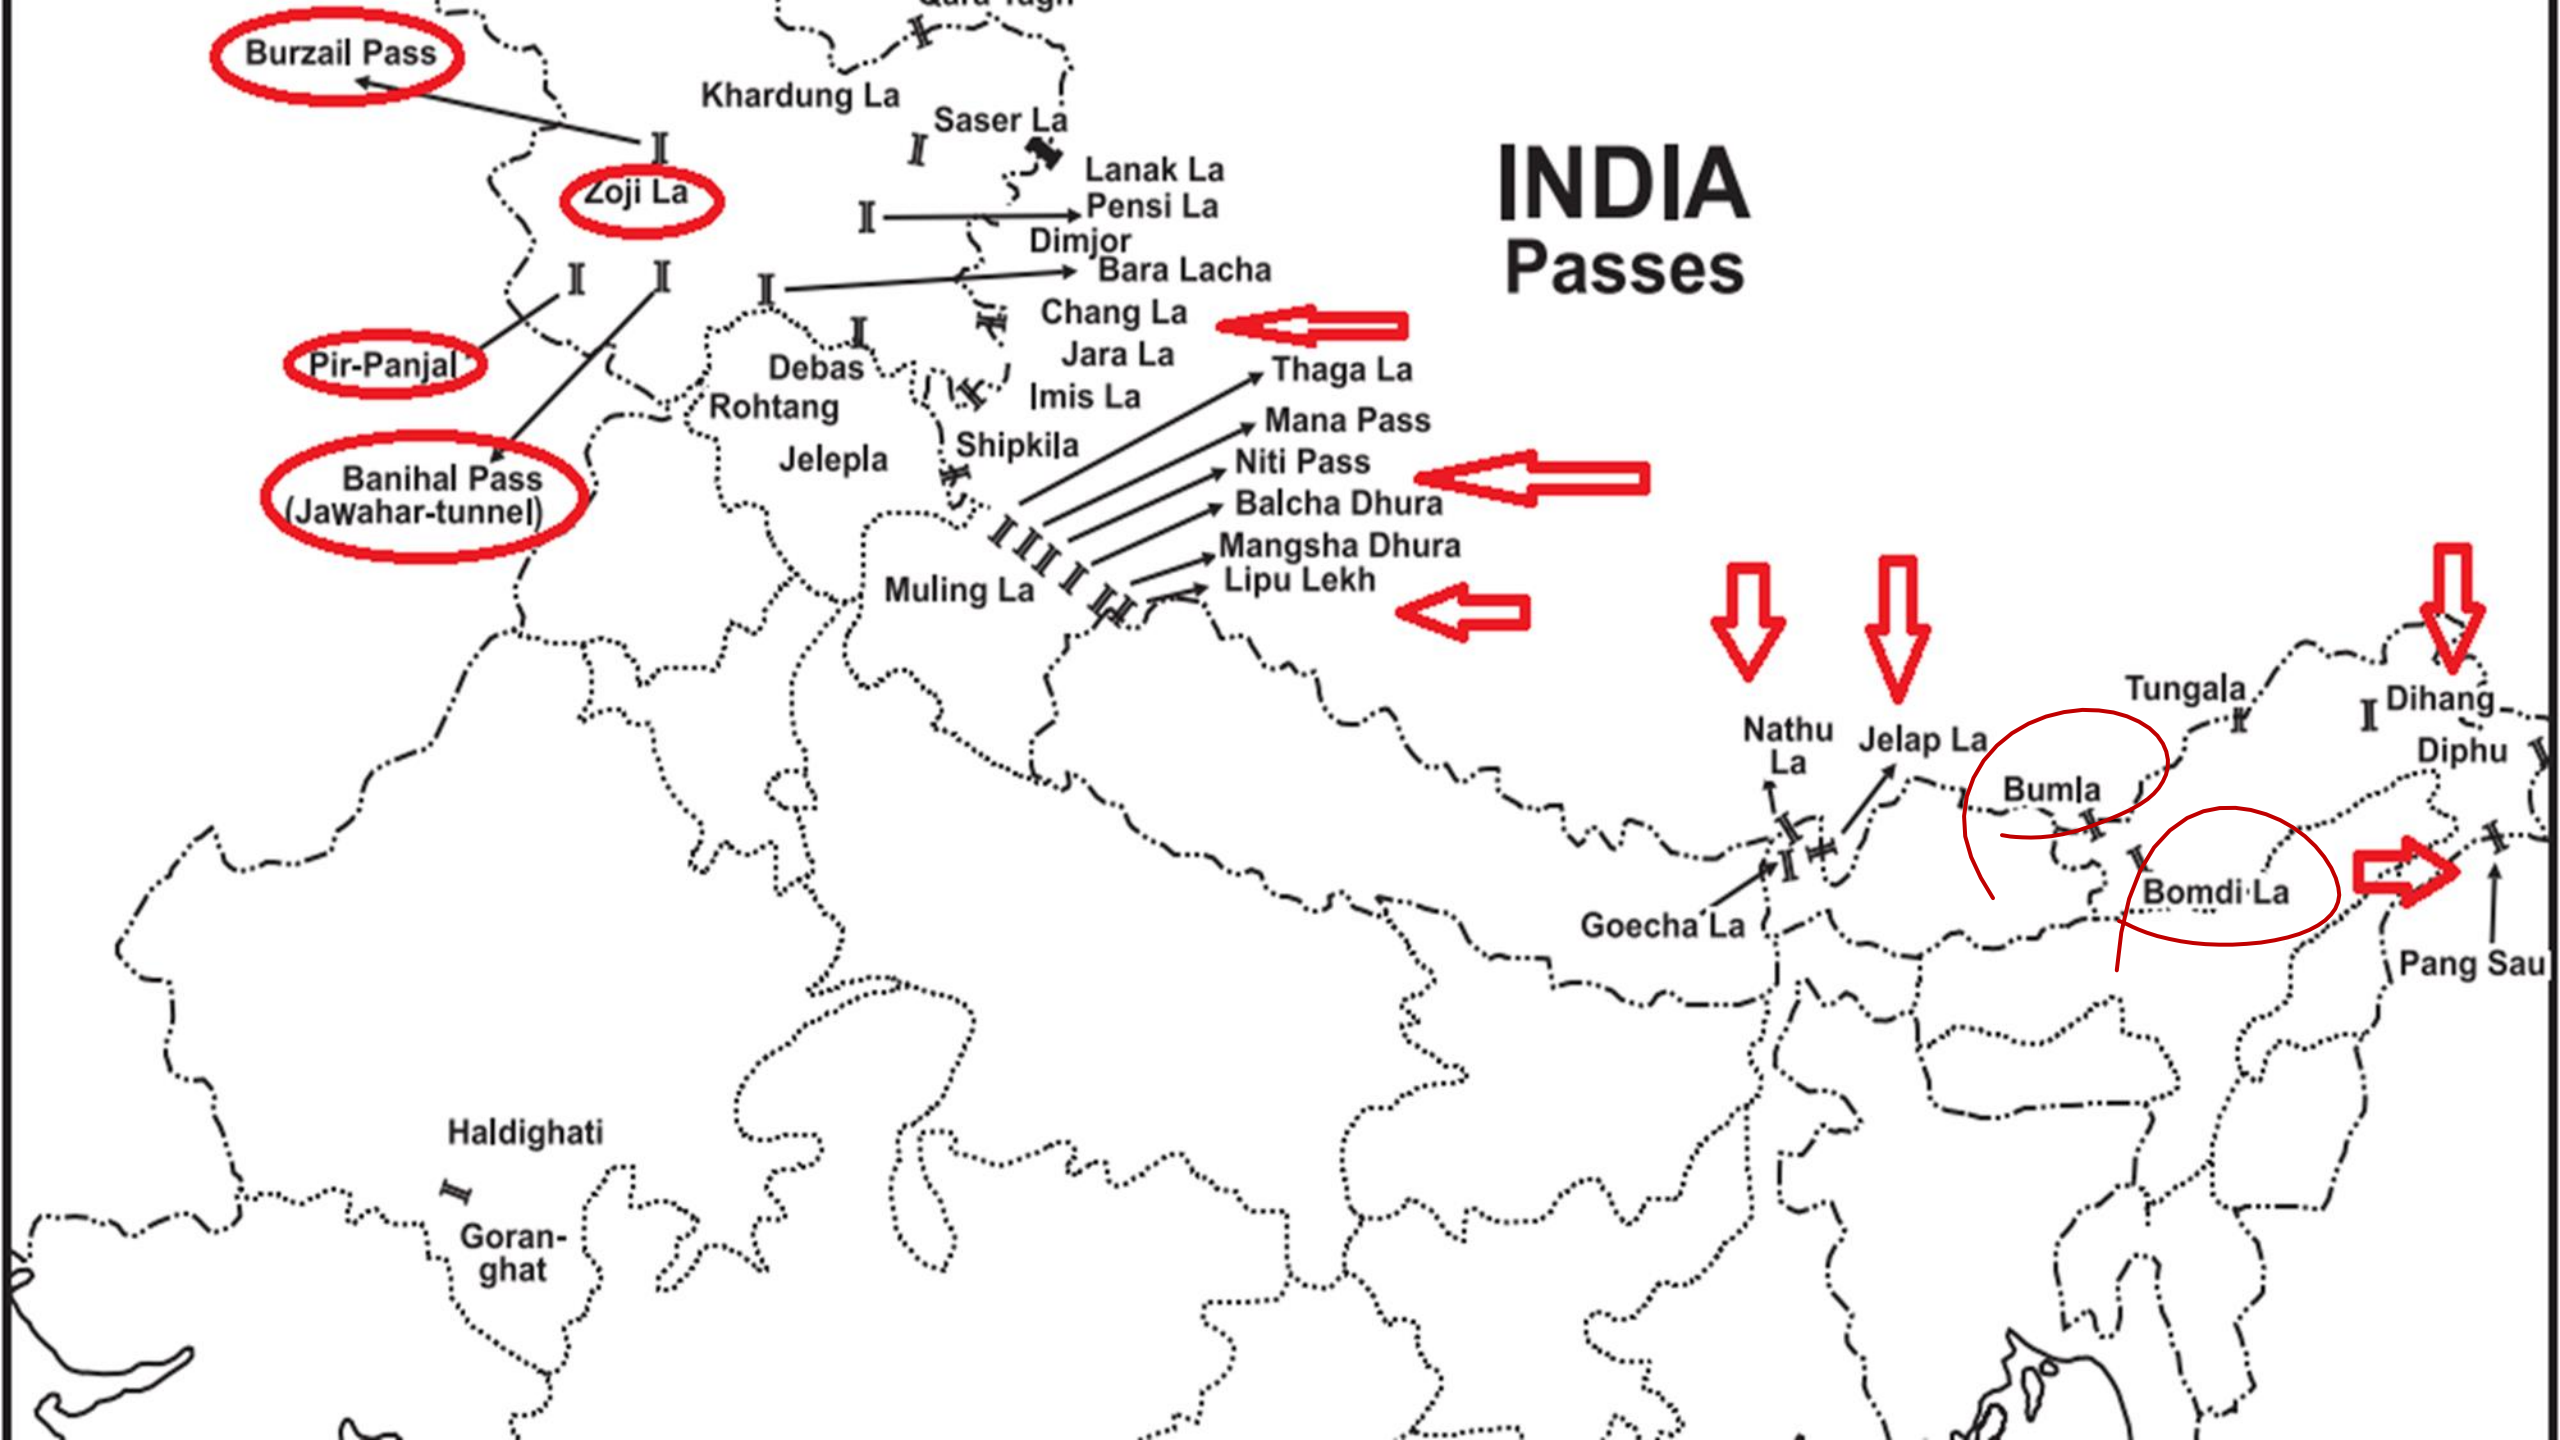 Burzail Pass
Khardung La
Saser La
Zoji La
Lanak La
Pensi La
Dimjor
Bara Lacha
INDIA
Passes
Chang La
Pir-Panjal
Debas
Jara La
Thaga La
Rohtang
Imis La
Mana Pass
Jelepla
Shipkila
Niti Pass
Banihal Pass
(Jawahar-tunnel)
Balcha Dhura
Mangsha Dhura
Muling La
Lipu Lekh
Tungala
Dihang
Nathu
La
Jelap La
Diphu
Bumla
Bomdi La
Goecha La
Pang Sau
Haldighati
Goran-
ghat